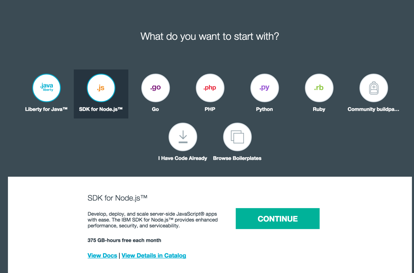 What do you want to start with?
java
.js
.go
.php
.py
.rb
Liberty for Java™
SDK for Node.js™
Go
PHP
Python
Ruby
Community buildpa...
I Have Code Already
Browse Boilerplates
SDK for Node.js™
Develop, deploy, and scale server-side JavaScript® apps
with ease. The IBM SDK for Node.js™ provides enhanced
performance, security, and serviceability.
CONTINUE
375 GB-hours free each month
View Docs | View Details in Catalog